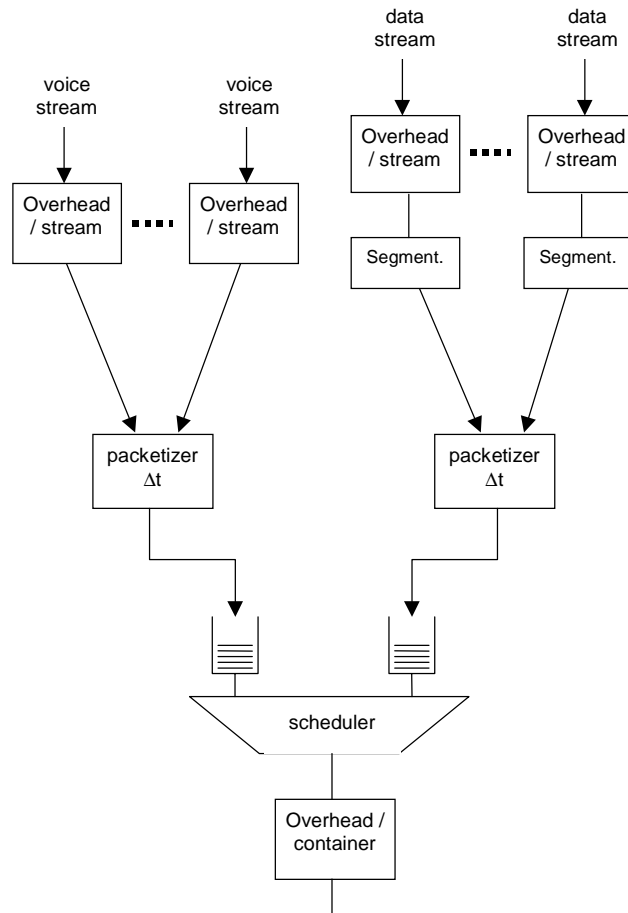 data
stream
data
stream
voice
stream
voice
stream
Overhead
/ stream
Overhead
/ stream
Overhead
/ stream
Overhead
/ stream
Segment.
Segment.
packetizer
Δt
packetizer
Δt
scheduler
Overhead /
container